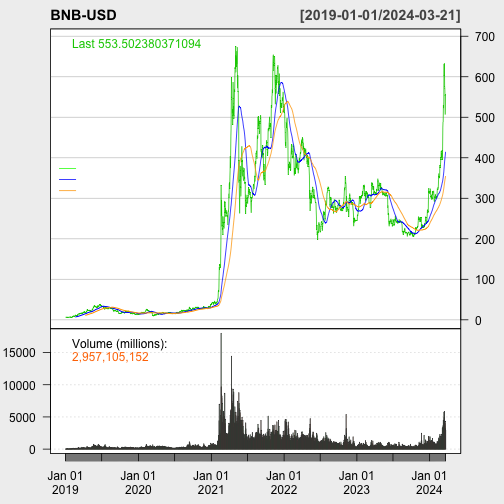 BNB-USD [2019-01-01/2024-03-21]
Last 553.502380371094
700
600
500
400
300
200
100
0
Volume (millions):
2,957,105,152
15000
10000
5000
0
Jan 01 2019
Jan 01 2020
Jan 01 2021
Jan 01 2022
Jan 01 2023
Jan 01 2024